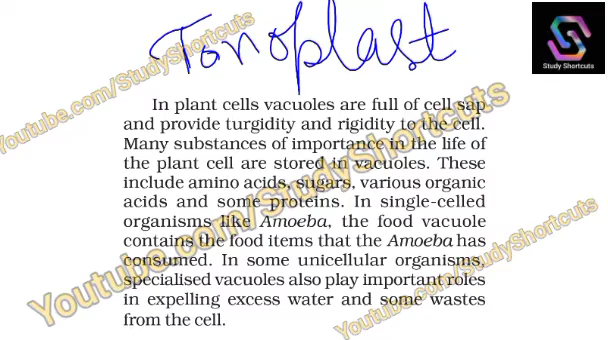 Tonoplast
Study Shortcuts
In plant cells vacuoles are full of cell sap
and provide turgidity and rigidity to the cell.
Many substances of importance in the life of
the plant cell are stored in vacuoles. These
include amino acids, sugars, various organic
acids and some proteins. In single-celled
organisms like Amoeba, the food vacuole
contains the food items that the Amoeba has
consumed. In some unicellular organisms,
specialised vacuoles also play important roles
in expelling excess water and some wastes
from the cell.
Youtube.com/StudyShortcuts
Youtube.com/StudyShortcuts
Youtube.com/StudyShortcuts